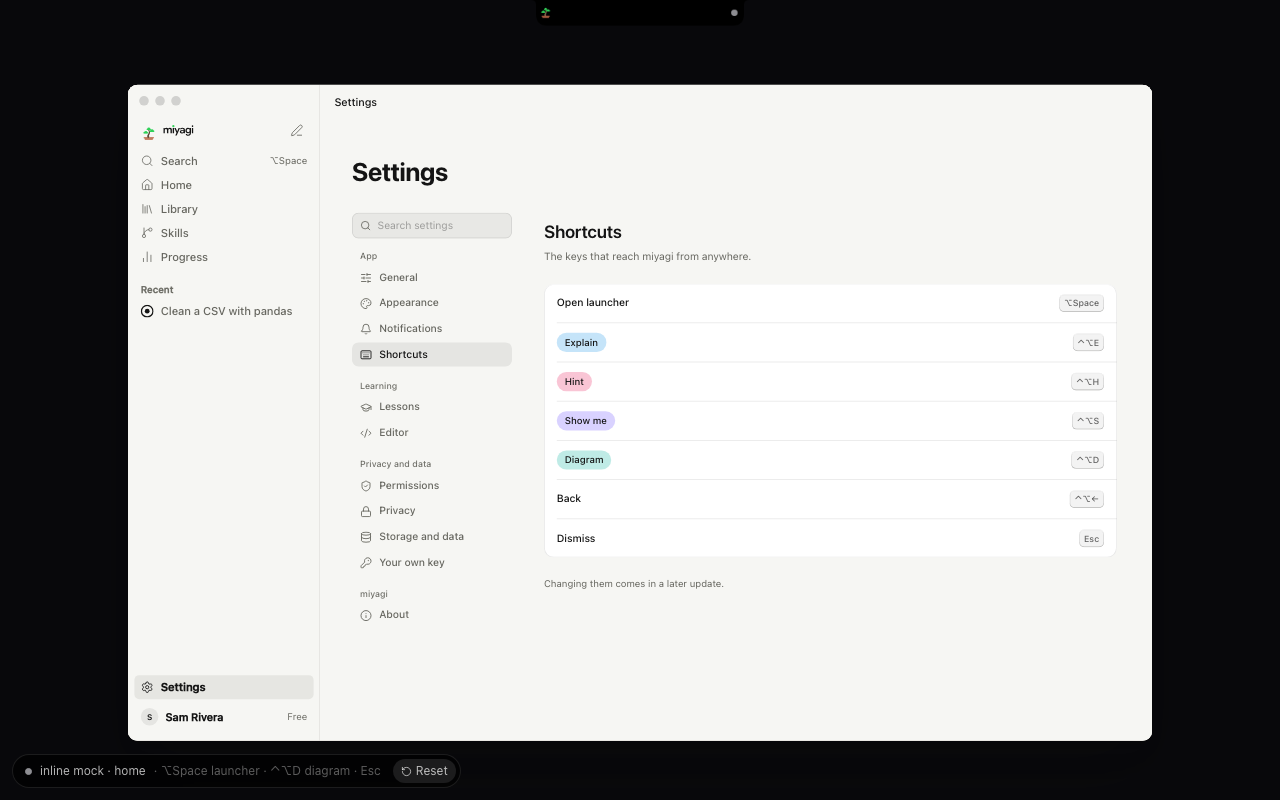 Settings
miyagi
Search ⌥Space
Home
Library
Skills
Progress
Recent
Clean a CSV with pandas
Settings
S Sam Rivera Free
Settings
Search settings
App
General
Appearance
Notifications
Shortcuts
Learning
Lessons
Editor
Privacy and data
Permissions
Privacy
Storage and data
Your own key
miyagi
About
Shortcuts
The keys that reach miyagi from anywhere.
Open launcher ⌥Space
Explain ^⌥E
Hint ^⌥H
Show me ^⌥S
Diagram ^⌥D
Back ^⌥←
Dismiss Esc
Changing them comes in a later update.
inline mock · home · ⌥Space launcher · ^⌥D diagram · Esc Reset